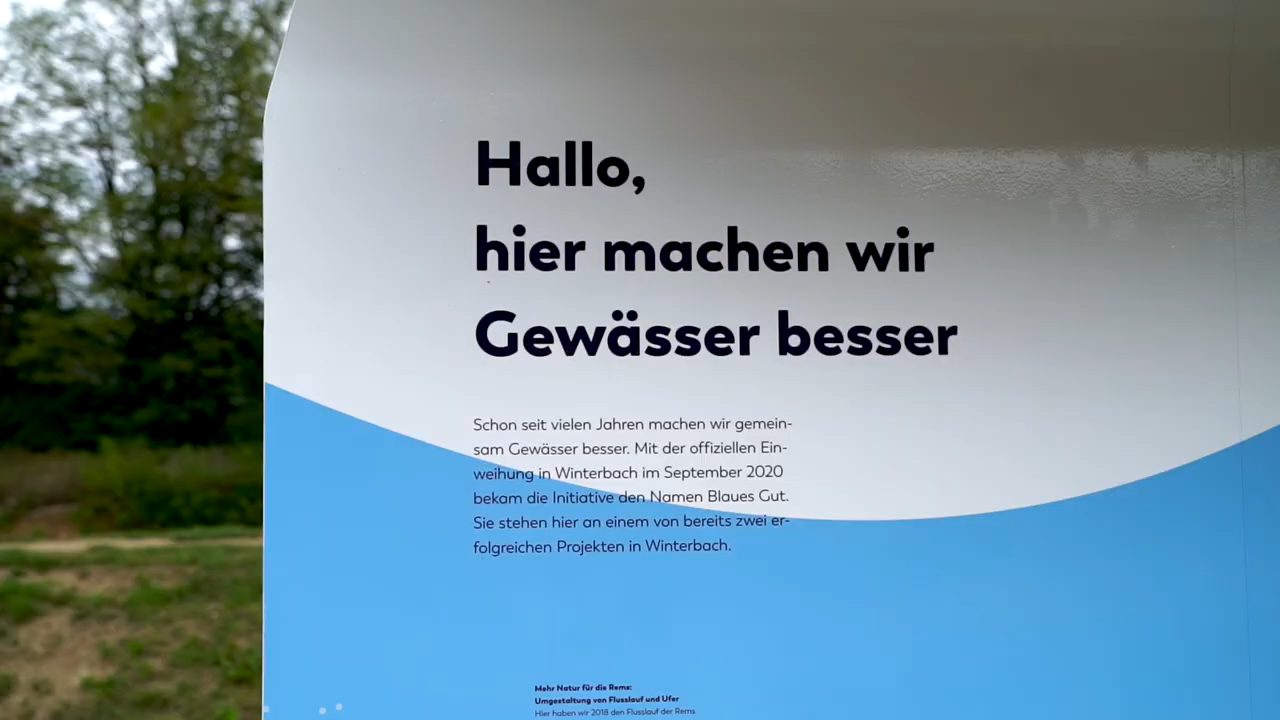 Hallo,
hier machen wir
Gewässer besser
Schon seit vielen Jahren machen wir gemein-
sam Gewässer besser. Mit der offiziellen Ein-
weihung in Winterbach im September 2020
bekam die Initiative den Namen Blaues Gut.
Sie stehen hier an einem von bereits zwei er-
folgreichen Projekten in Winterbach.
Mehr Natur für die Rems:
Umgestaltung von Flusslauf und Ufer
Hier haben wir 2018 den Flusslauf der Rems